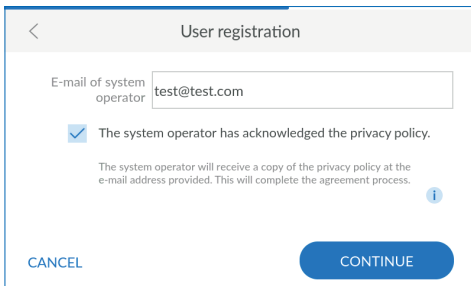 User registration
E-mail of system
operator
test@test.com
The system operator has acknowledged the privacy policy.
The system operator will receive a copy of the privacy policy at the
e-mail address provided. This will complete the agreement process.
i
CANCEL
CONTINUE